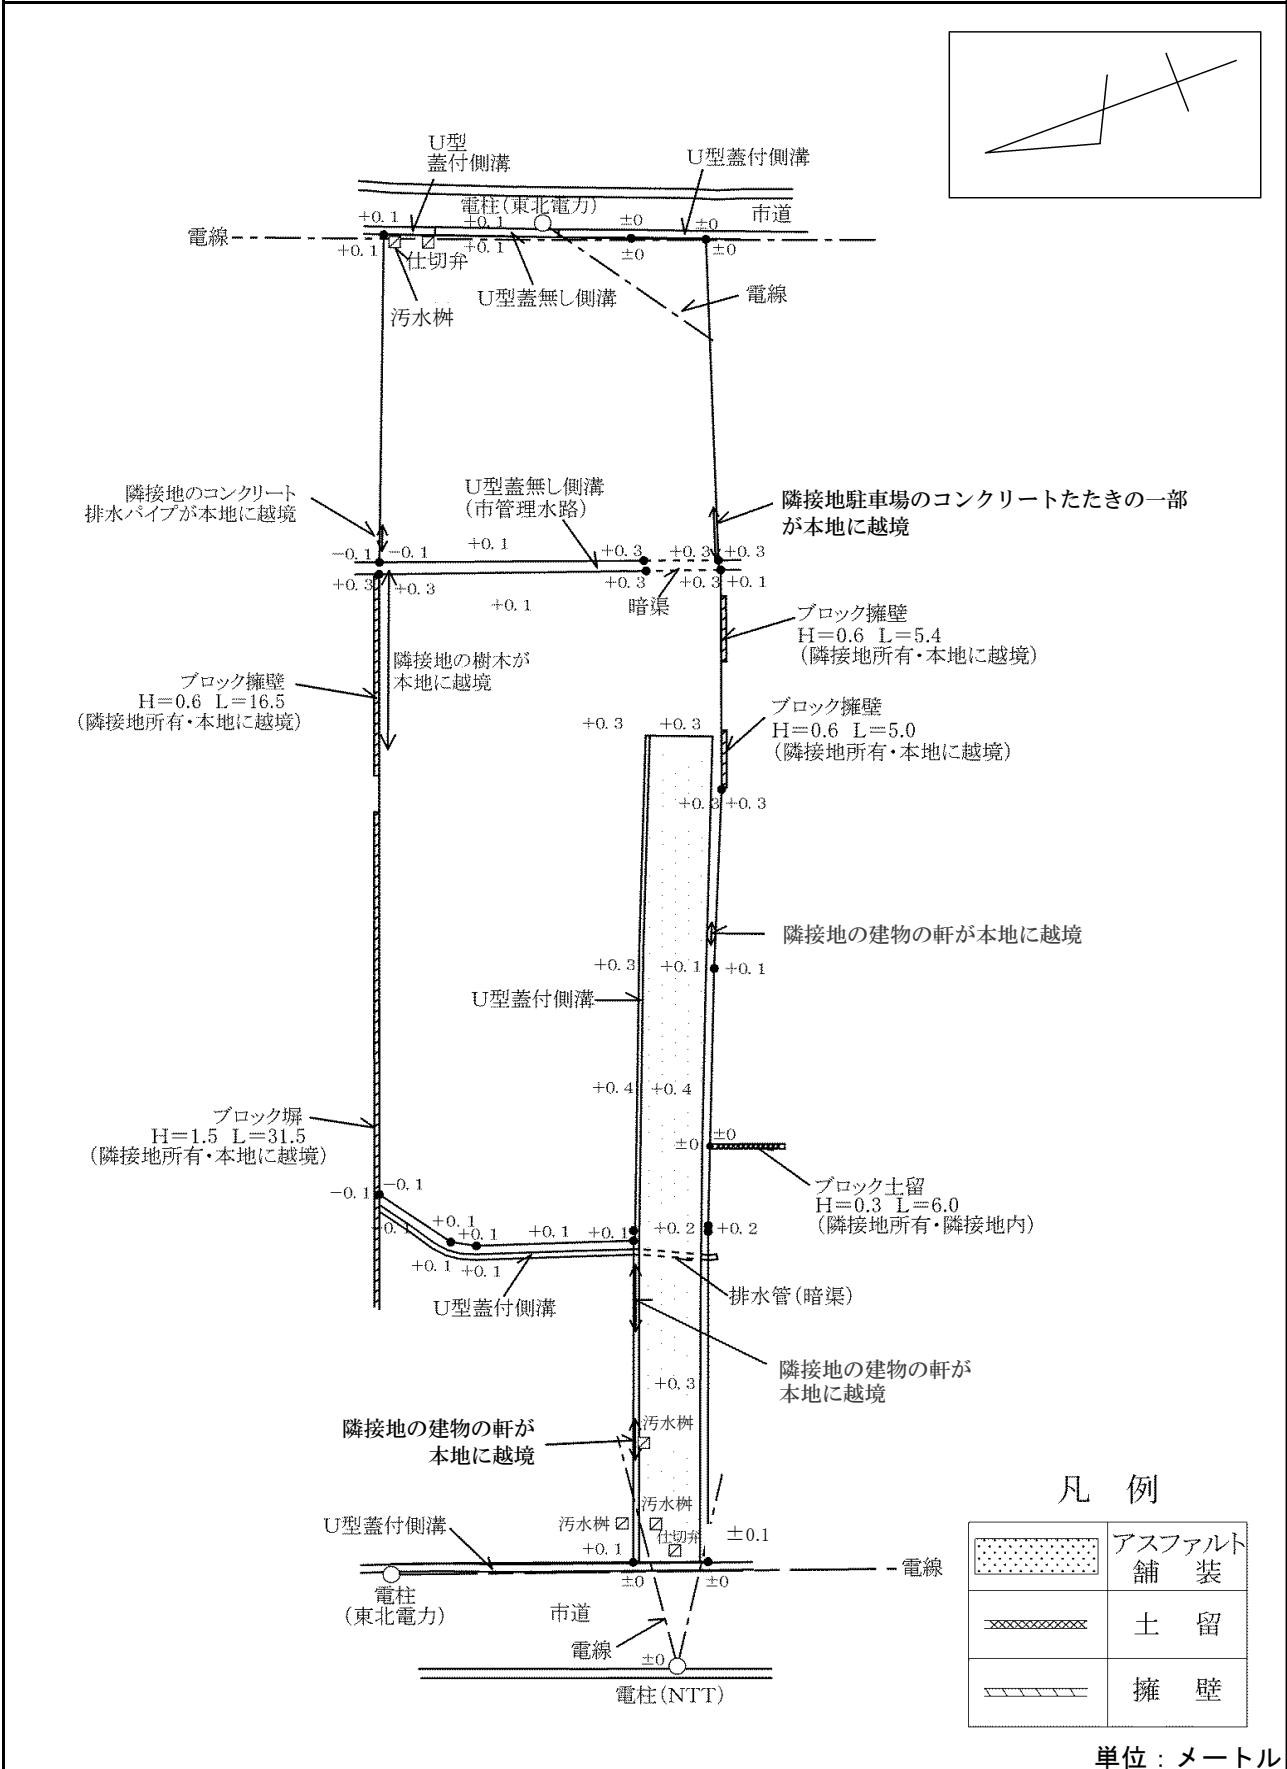 U型
蓋付側溝
U型蓋付側溝
電柱(東北電力)
市道
+0.1
+0.1
±0
±0
電線
+0.1
+0.1
±0
±0
仕切弁
U型蓋無し側溝
電線
汚水桝
隣接地のコンクリート
排水パイプが本地に越境
U型蓋無し側溝
(市管理水路)
隣接地駐車場のコンクリートたたきの一部
が本地に越境
-0.1
-0.1
+0.1
+0.3
+0.3
+0.3
+0.3
+0.3
+0.3
+0.3
+0.1
+0.1
暗渠
ブロック擁壁
H=0.6 L=5.4
(隣接地所有・本地に越境)
隣接地の樹木が
本地に越境
ブロック擁壁
H=0.6 L=16.5
(隣接地所有・本地に越境)
ブロック擁壁
H=0.6 L=5.0
(隣接地所有・本地に越境)
+0.3
+0.3
+0.3
+0.3
隣接地の建物の軒が本地に越境
+0.3
+0.1
+0.1
U型蓋付側溝
+0.4
+0.4
ブロック塀
H=1.5 L=31.5
(隣接地所有・本地に越境)
±0
±0
ブロック土留
H=0.3 L=6.0
(隣接地所有・隣接地内)
-0.1
-0.1
+0.1
+0.1
+0.1
+0.1
+0.1
+0.2
+0.2
+0.1
+0.1
U型蓋付側溝
排水管(暗渠)
隣接地の建物の軒が
本地に越境
+0.3
汚水桝
隣接地の建物の軒が
本地に越境
汚水桝
U型蓋付側溝
汚水桝
仕切弁
±0.1
+0.1
電線
±0
±0
電柱
(東北電力)
市道
電線
±0
電柱(NTT)
凡 例
アスファルト
舗 装
土 留
擁 壁
単位：メートル